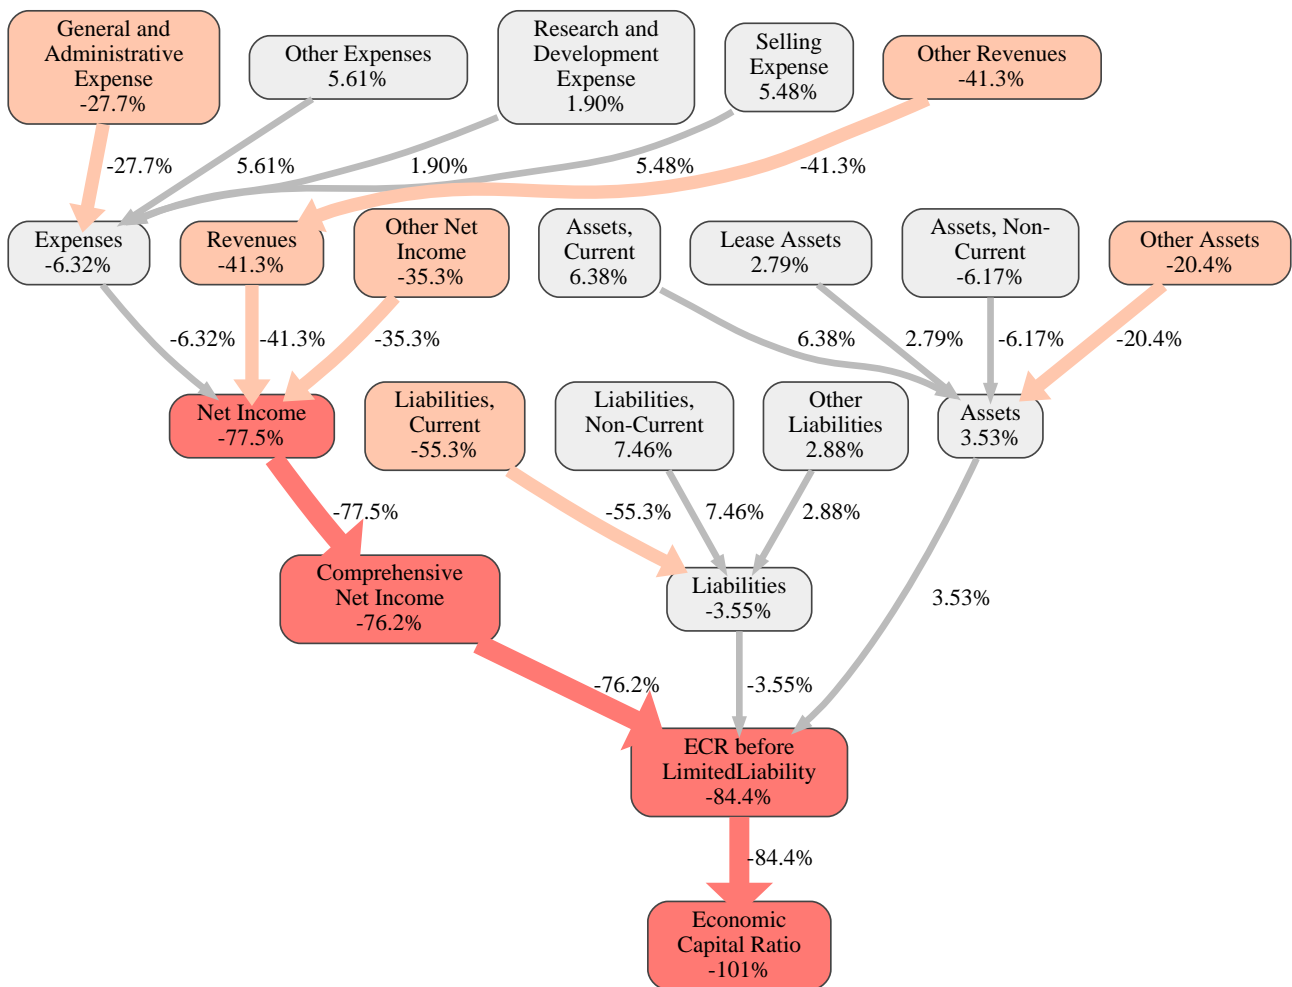 General and
Administrative
Expense
-27.7%
Other Expenses
5.61%
Research and
Development
Expense
1.90%
Selling
Expense
5.48%
Other Revenues
-41.3%
-27.7%
5.61%
1.90%
5.48%
-41.3%
Expenses
-6.32%
Revenues
-41.3%
Other Net
Income
-35.3%
Assets,
Current
6.38%
Lease Assets
2.79%
Assets, Non-
Current
-6.17%
Other Assets
-20.4%
-6.32%
-41.3%
-35.3%
6.38%
2.79%
-6.17%
-20.4%
Net Income
-77.5%
Liabilities,
Current
-55.3%
Liabilities,
Non-Current
7.46%
Other
Liabilities
2.88%
Assets
3.53%
-77.5%
-55.3%
7.46%
2.88%
Comprehensive
Net Income
-76.2%
Liabilities
-3.55%
3.53%
-76.2%
-3.55%
ECR before
LimitedLiability
-84.4%
-84.4%
Economic
Capital Ratio
-101%